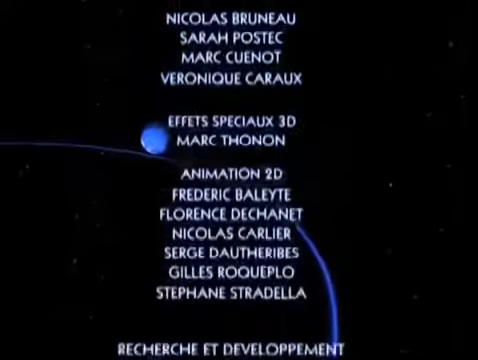 NICOLAS BRUNEAU
SARAH POSTEC
MARC CUENOT
VERONIQUE CARAUX
EFFETS SPECIAUX 3D
MARC THONON
ANIMATION 2D
FREDERIC BALEYTE
FLORENCE DECHANET
NICOLAS CARLIER
SERGE DAUTHERIBES
GILLES ROQUEPLO
STEPHANE STRADELLA
RECHERCHE ET DEVELOPPEMENT